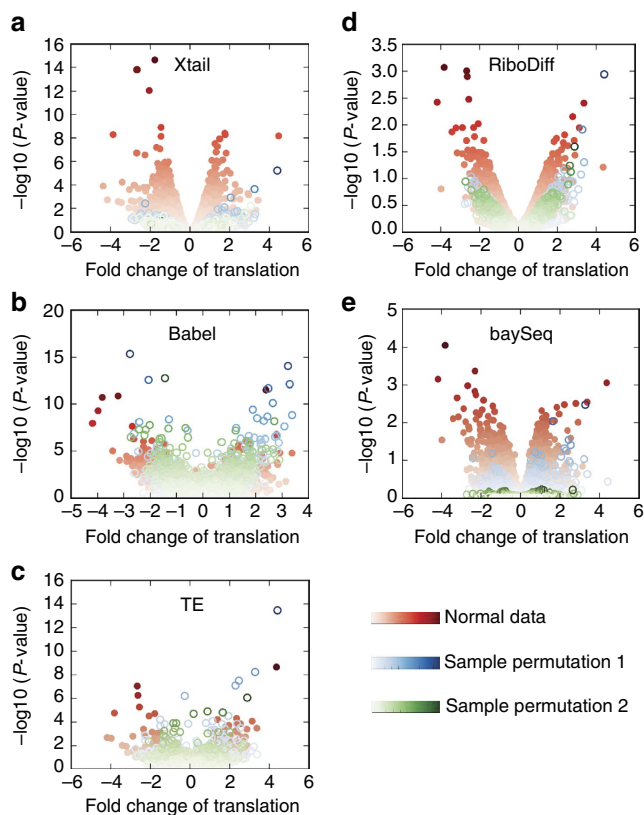 a
Xtail
−log10 (P-value)
16
14
12
10
8
6
4
2
0
−6 −4 −2 0 2 4 6
Fold change of translation
b
Babel
−log10 (P-value)
20
15
10
5
0
−5 −4 −3 −2 −1 0 1 2 3 4
Fold change of translation
c
TE
−log10 (P-value)
16
14
12
10
8
6
4
2
0
−6 −4 −2 0 2 4 6
Fold change of translation
d
RiboDiff
−log10 (P-value)
3.5
3.0
2.5
2.0
1.5
1.0
0.5
0.0
−6 −4 −2 0 2 4 6
Fold change of translation
e
baySeq
−log10 (P-value)
5
4
3
2
1
0
−6 −4 −2 0 2 4 6
Fold change of translation
Normal data
Sample permutation 1
Sample permutation 2